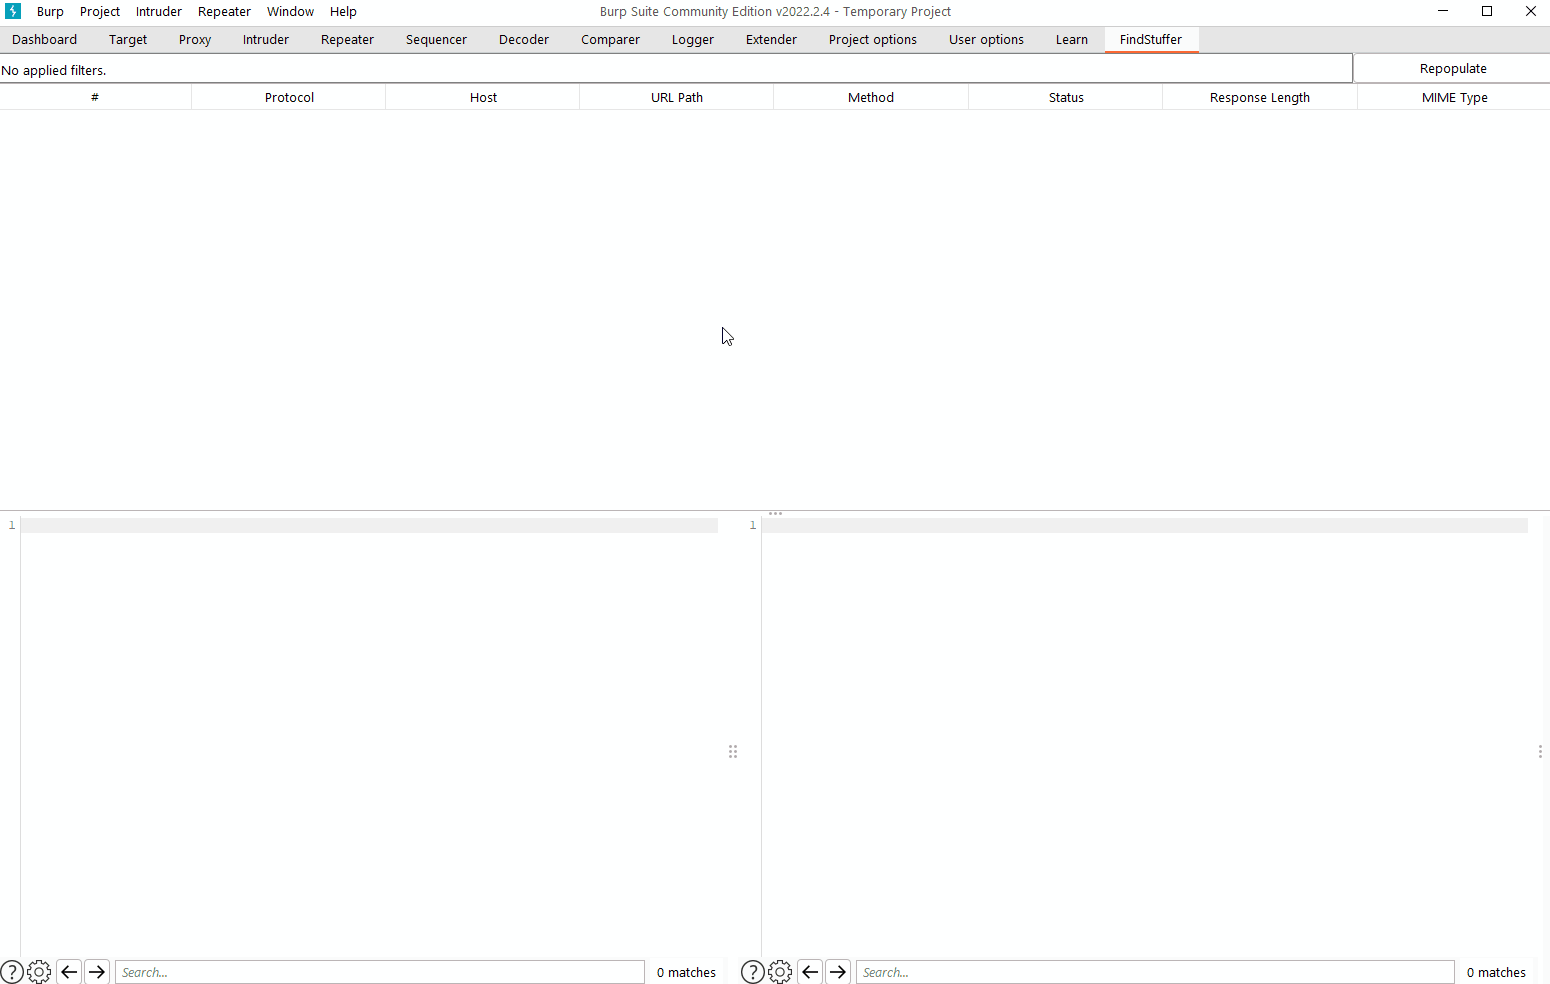 Burp Project Intruder Repeater Window Help Burp Suite Community Edition v2022.2.4 - Temporary Project
Dashboard Target Proxy Intruder Repeater Sequencer Decoder Comparer Logger Extender Project options User options Learn FindStuffer
No applied filters. Repopulate
# Protocol Host URL Path Method Status Response Length MIME Type
1 1
? Search... 0 matches ? Search... 0 matches